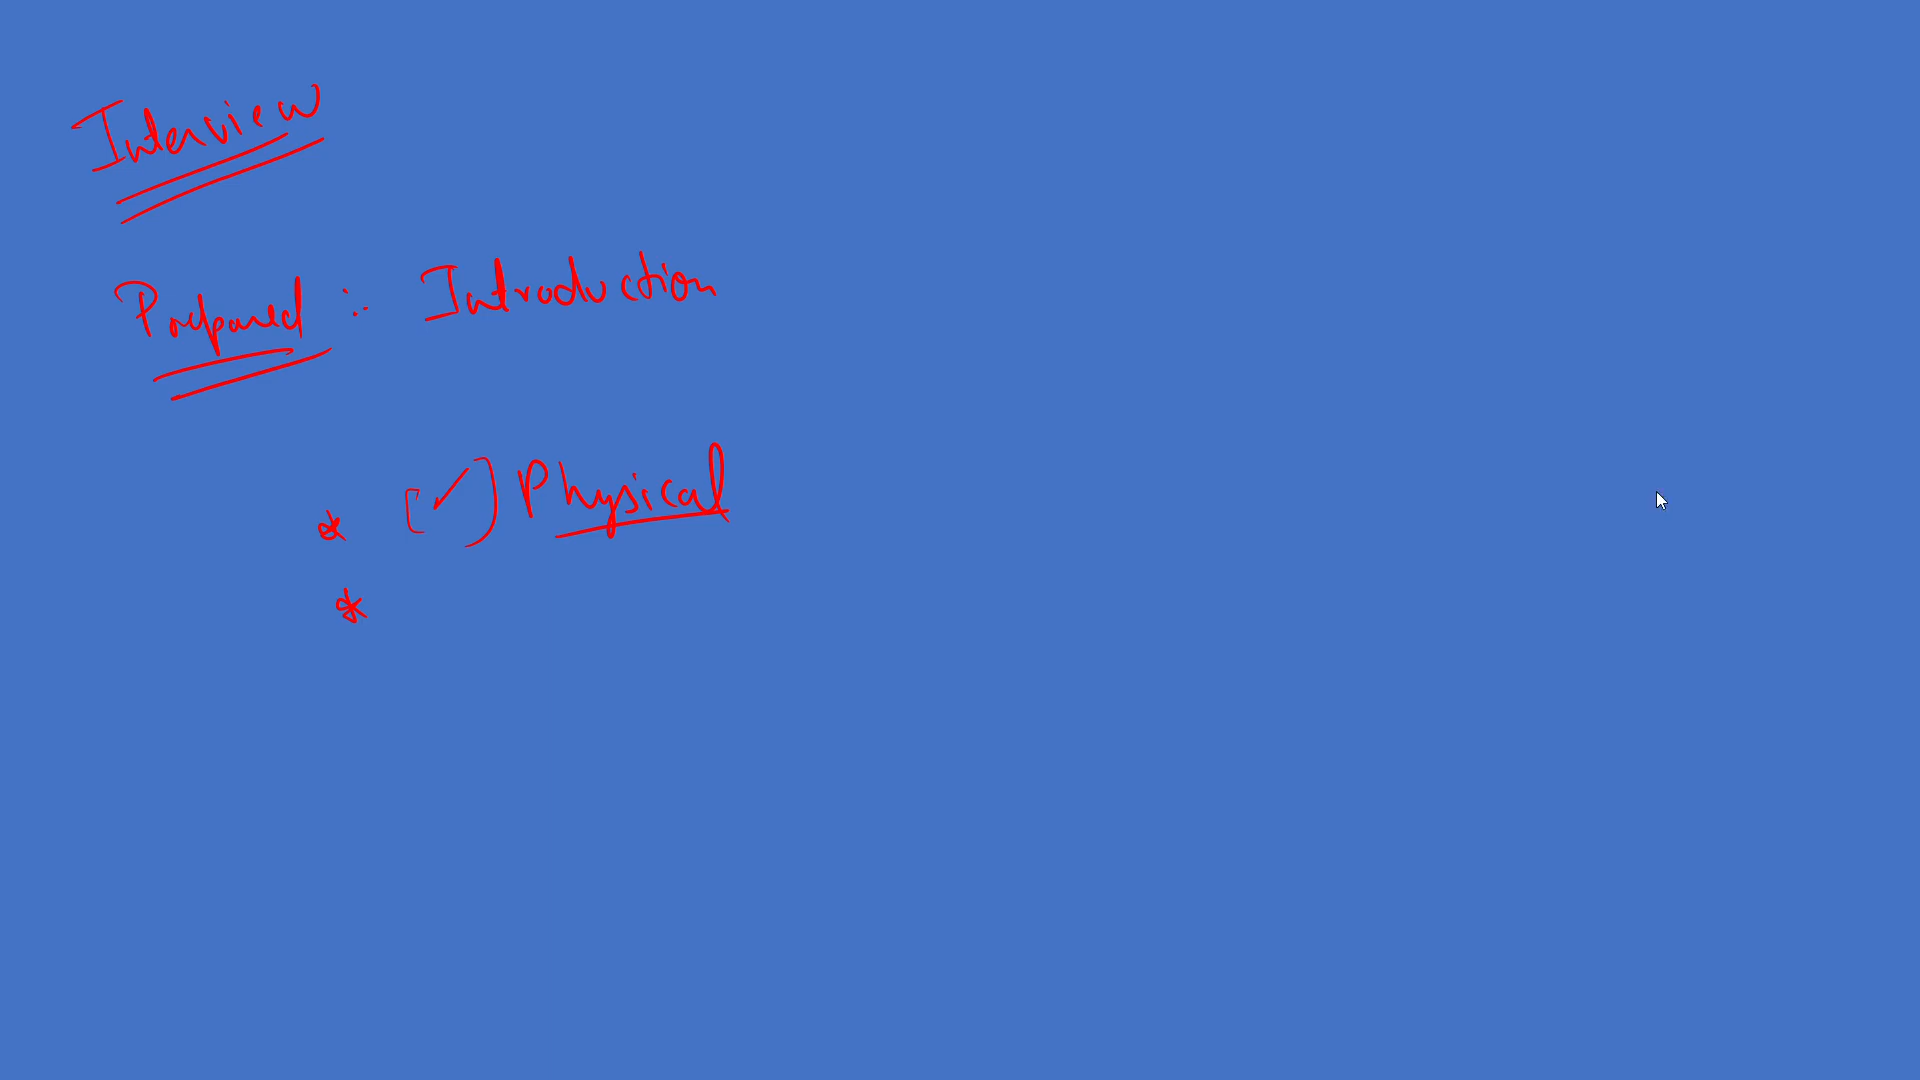 Interview
Prepared :- Introduction
* [✓] Physical
*